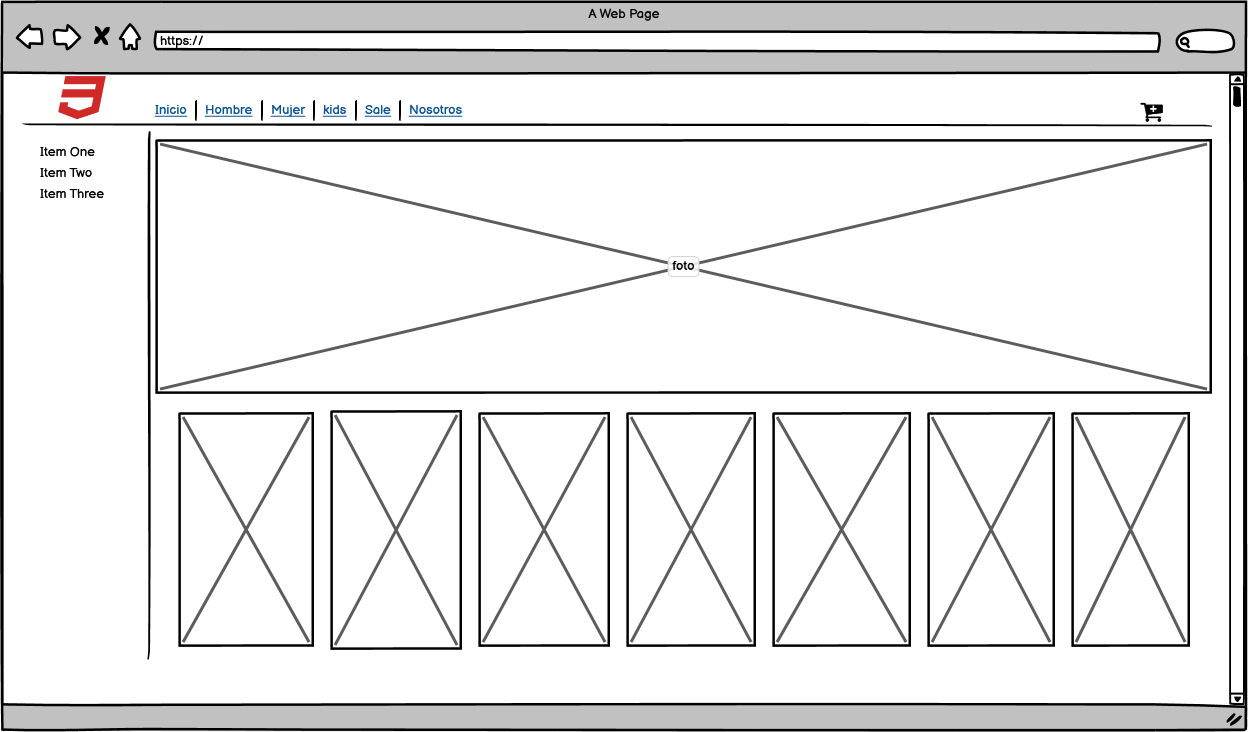 A Web Page
https://
Inicio Hombre Mujer kids Sale Nosotros
Item One
Item Two
Item Three
foto